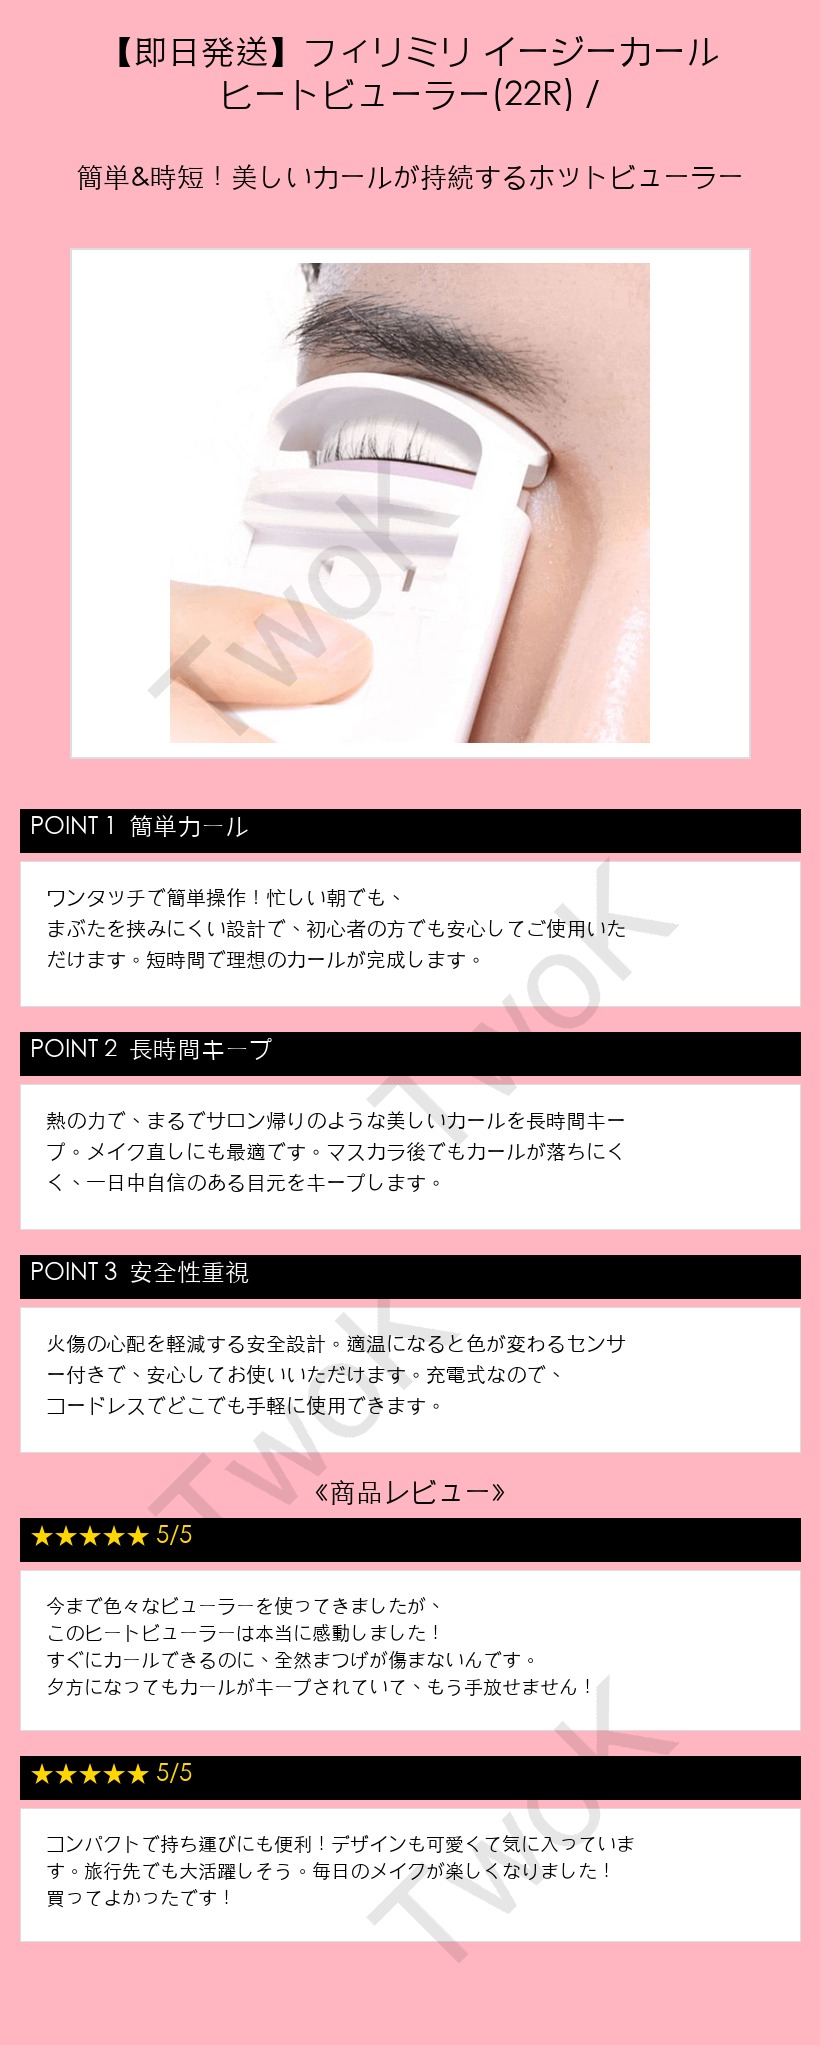 【即日発送】フィリミリ イージーカール
ヒートビューラー(22R) /
簡単&時短！美しいカールが持続するホットビューラー
TwoK
POINT 1 簡単カール
ワンタッチで簡単操作！忙しい朝でも、
まぶたを挟みにくい設計で、初心者の方でも安心してご使用いた
だけます。短時間で理想のカールが完成します。
TwoK
POINT 2 長時間キープ
熱の力で、まるでサロン帰りのような美しいカールを長時間キー
プ。メイク直しにも最適です。マスカラ後でもカールが落ちにく
く、一日中自信のある目元をキープします。
POINT 3 安全性重視
火傷の心配を軽減する安全設計。適温になると色が変わるセンサ
ー付きで、安心してお使いいただけます。充電式なので、
コードレスでどこでも手軽に使用できます。
TwoK
《商品レビュー》
★★★★★ 5/5
今まで色々なビューラーを使ってきましたが、
このヒートビューラーは本当に感動しました！
すぐにカールできるのに、全然まつげが傷まないんです。
夕方になってもカールがキープされていて、もう手放せません！
★★★★★ 5/5
コンパクトで持ち運びにも便利！デザインも可愛くて気に入っていま
す。旅行先でも大活躍しそう。毎日のメイクが楽しくなりました！
買ってよかったです！
TwoK